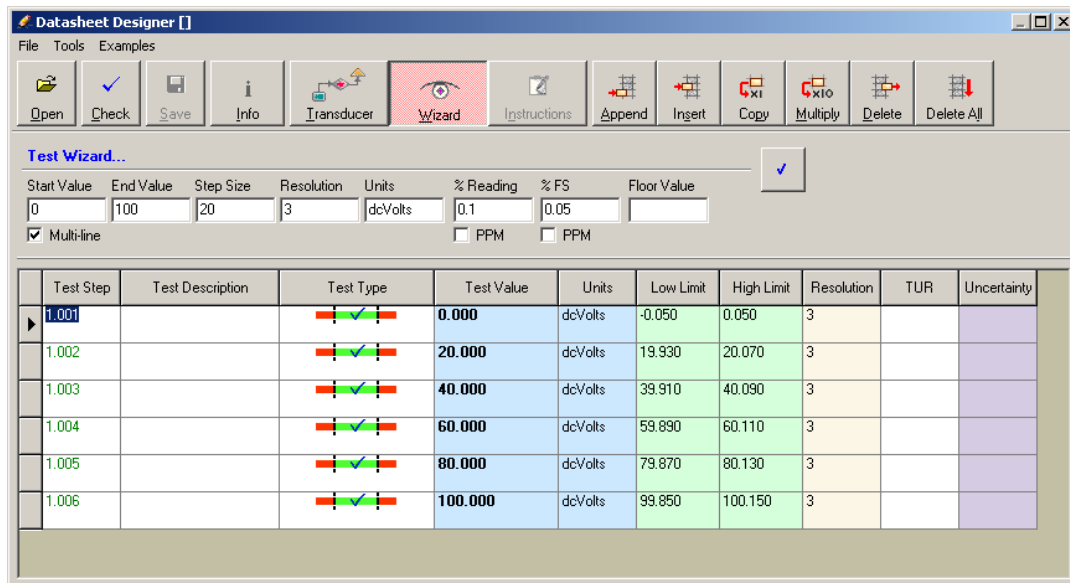 Datasheet Designer []
File Tools Examples
Open Check Save Info Transducer Wizard Instructions Append Insert Copy Multiply Delete Delete All
Test Wizard...
Start Value End Value Step Size Resolution Units % Reading % FS Floor Value
0 100 20 3 dcVolts 0.1 0.05
Multi-line PPM PPM
Test Step Test Description Test Type Test Value Units Low Limit High Limit Resolution TUR Uncertainty
1.001 0.000 dcVolts -0.050 0.050 3
1.002 20.000 dcVolts 19.930 20.070 3
1.003 40.000 dcVolts 39.910 40.090 3
1.004 60.000 dcVolts 59.890 60.110 3
1.005 80.000 dcVolts 79.870 80.130 3
1.006 100.000 dcVolts 99.850 100.150 3